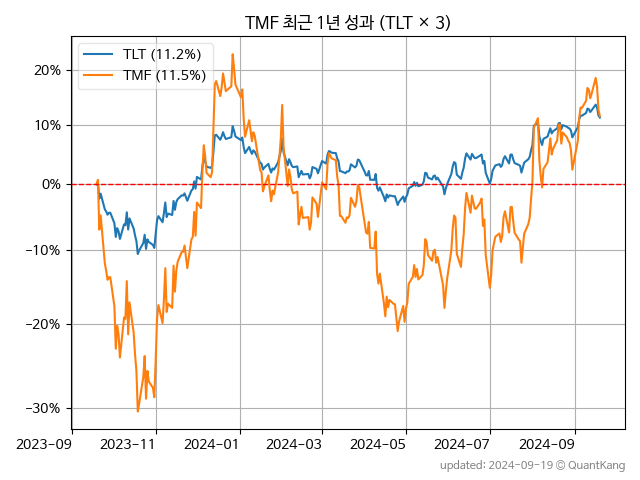 TMF 최근 1년 성과 (TLT × 3)
TLT (11.2%)
TMF (11.5%)
20%
10%
0%
−10%
−20%
−30%
2023-09 2023-11 2024-01 2024-03 2024-05 2024-07 2024-09
updated: 2024-09-19 © QuantKang